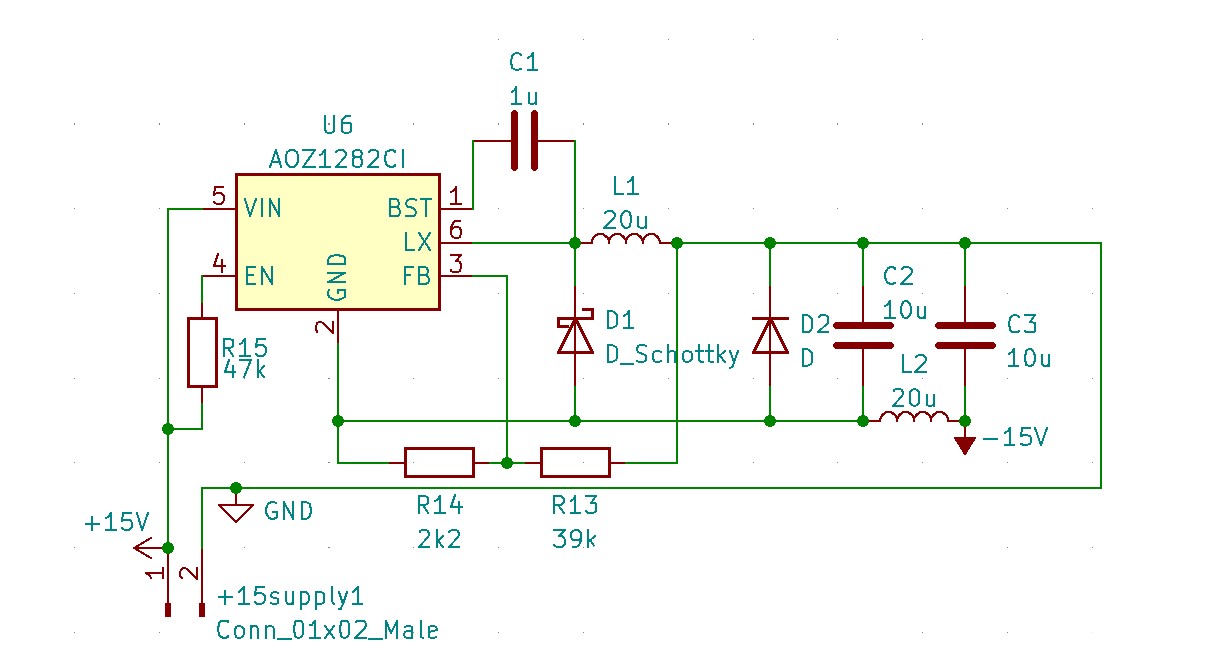 C1
1u
U6
AOZ1282CI
5
VIN
BST
1
LX
6
4
EN
GND
FB
3
2
L1
20u
R15
47k
D1
D_Schottky
D2
D
C2
10u
C3
10u
L2
20u
-15V
R14
2k2
R13
39k
GND
+15V
1
2
+15supply1
Conn_01x02_Male